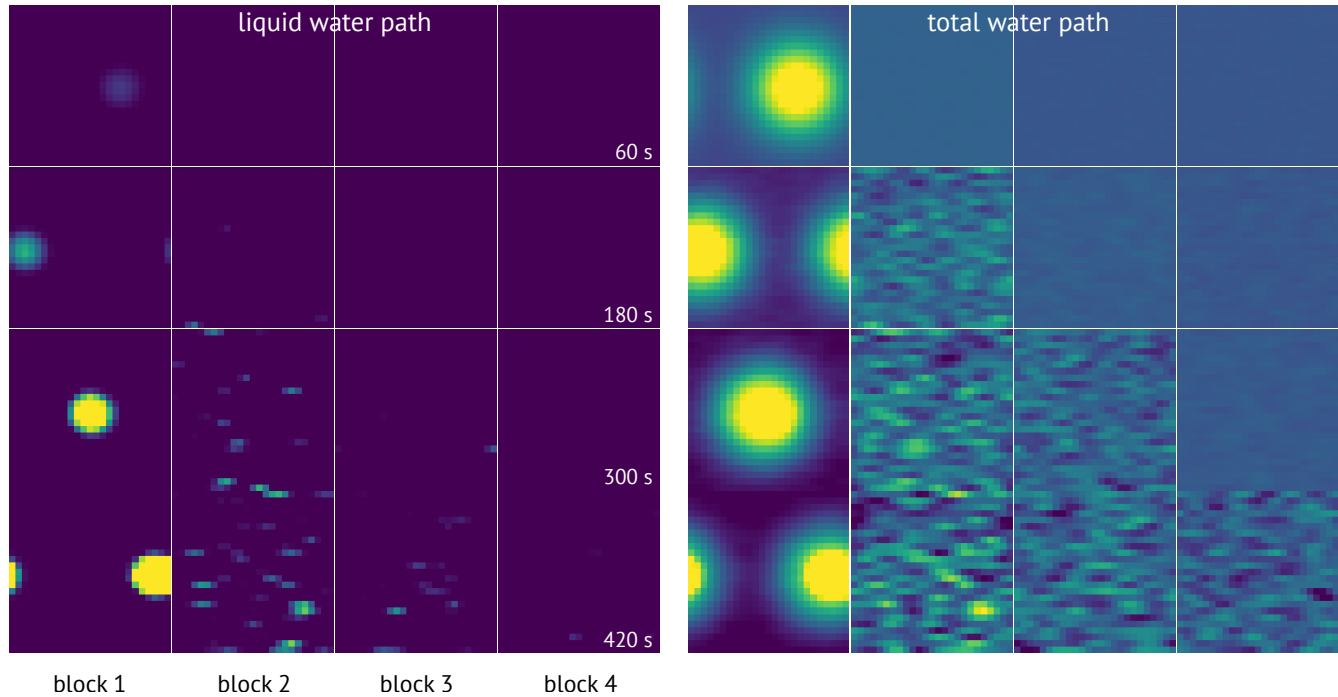 liquid water path
total water path
60 s
180 s
300 s
420 s
block 1 block 2 block 3 block 4